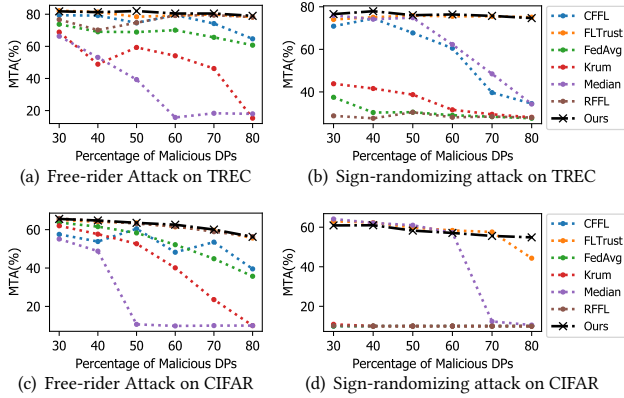 MTA(%)
80
60
40
20
30 40 50 60 70 80
Percentage of Malicious DPs
(a) Free-rider Attack on TREC
MTA(%)
80
60
40
30 40 50 60 70 80
Percentage of Malicious DPs
(b) Sign-randomizing attack on TREC
CFFL
FLTrust
FedAvg
Krum
Median
RFFL
Ours
MTA(%)
60
40
20
30 40 50 60 70 80
Percentage of Malicious DPs
(c) Free-rider Attack on CIFAR
MTA(%)
60
40
20
30 40 50 60 70 80
Percentage of Malicious DPs
(d) Sign-randomizing attack on CIFAR
CFFL
FLTrust
FedAvg
Krum
Median
RFFL
Ours